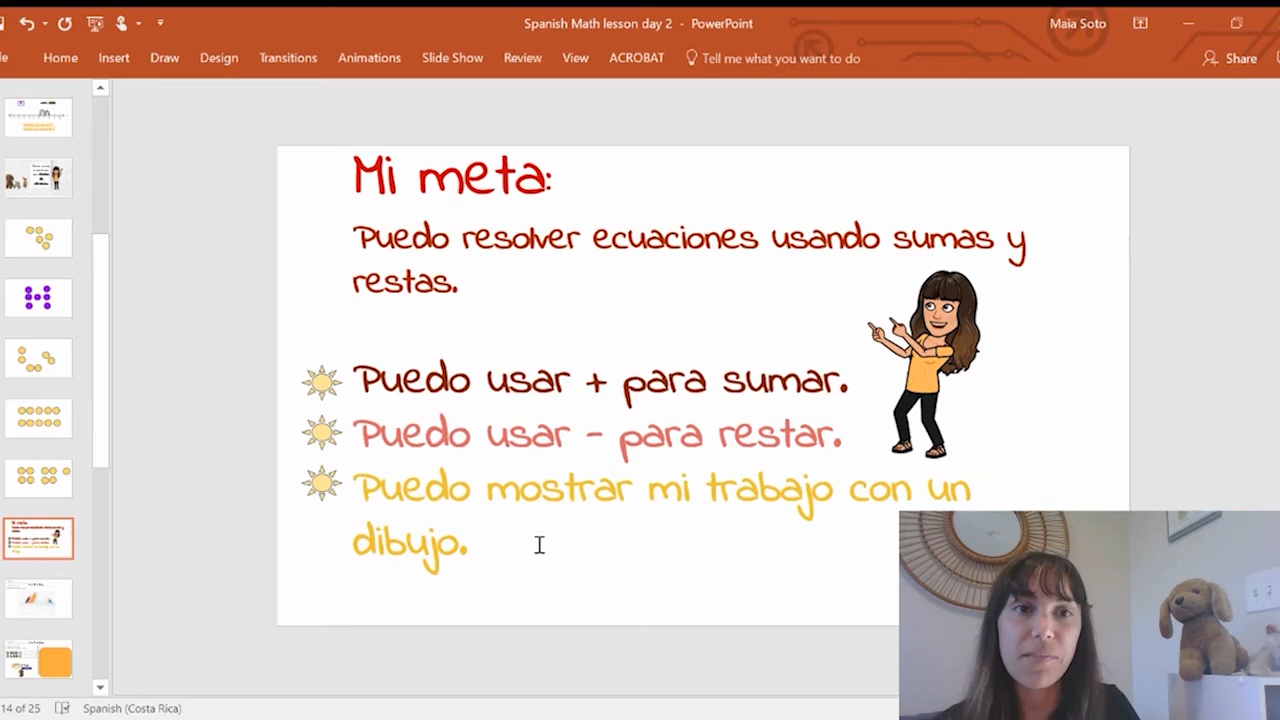 Spanish Math lesson day 2 - PowerPoint
Maia Soto
Home Insert Draw Design Transitions Animations Slide Show Review View ACROBAT Tell me what you want to do Share
Mi meta:
Puedo resolver ecuaciones usando sumas y
restas.
Puedo usar + para sumar.
Puedo usar - para restar.
Puedo mostrar mi trabajo con un
dibujo.
14 of 25 Spanish (Costa Rica)